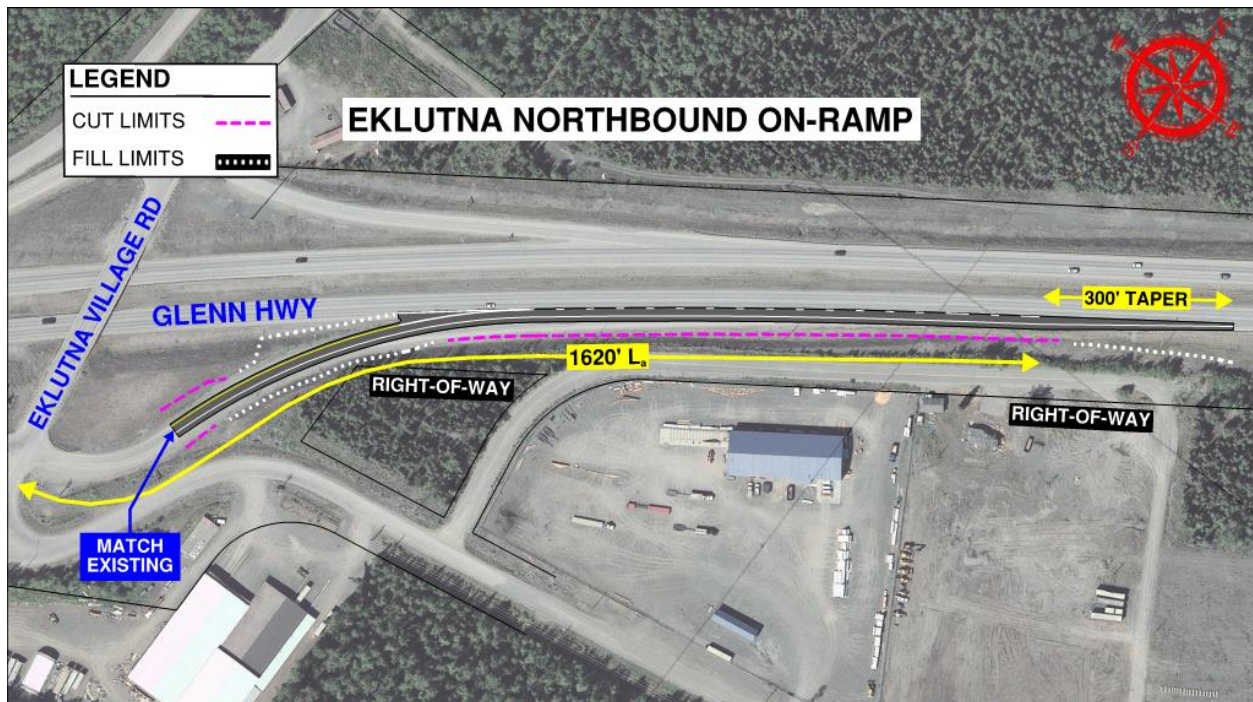 LEGEND
CUT LIMITS
FILL LIMITS
EKLUTNA NORTHBOUND ON-RAMP
N
E
S
W
EKLUTNA VILLAGE RD
GLENN HWY
300' TAPER
1620' Lₐ
RIGHT-OF-WAY
RIGHT-OF-WAY
MATCH
EXISTING